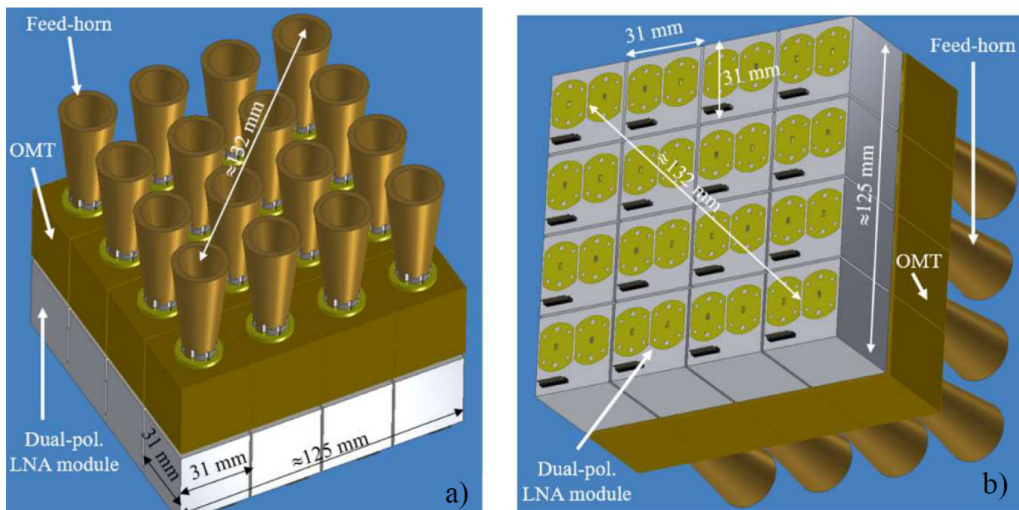 Feed-horn
OMT
≈132 mm
Dual-pol.
LNA module
31 mm
31 mm
≈125 mm
a)
31 mm
31 mm
Feed-horn
≈132 mm
≈125 mm
OMT
Dual-pol.
LNA module
b)